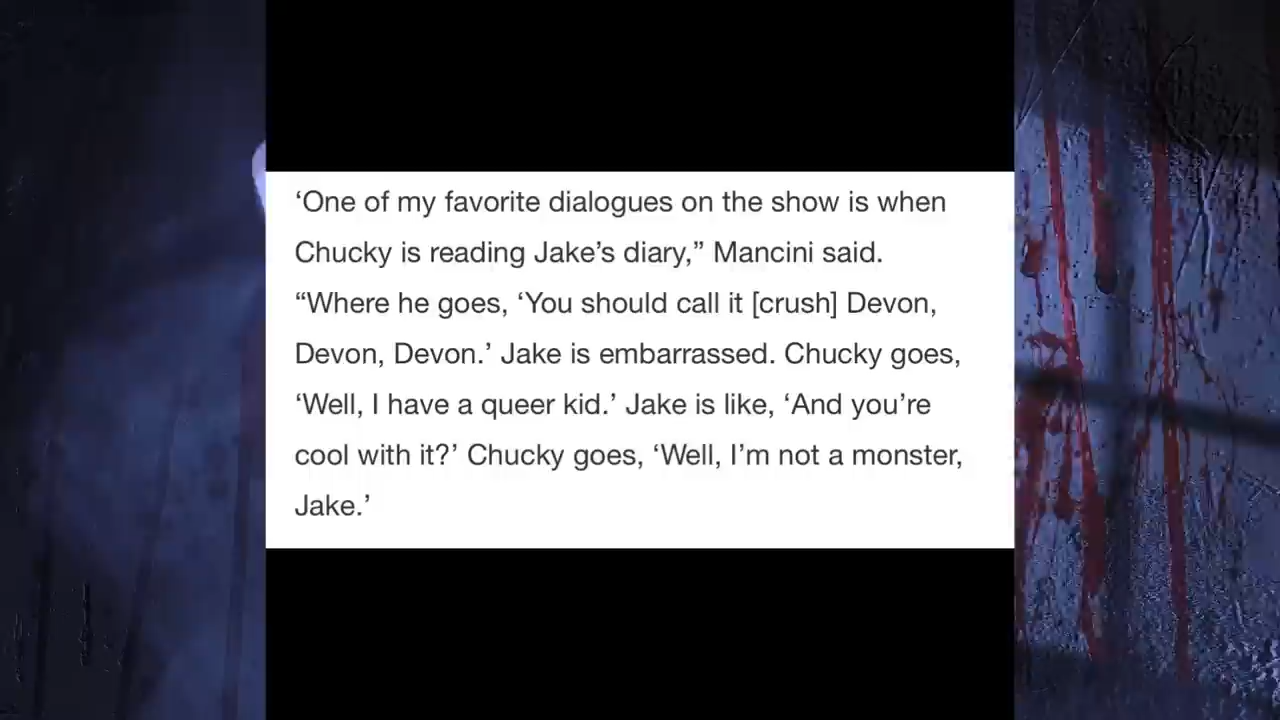 ‘One of my favorite dialogues on the show is when
Chucky is reading Jake’s diary,” Mancini said.
“Where he goes, ‘You should call it [crush] Devon,
Devon, Devon.’ Jake is embarrassed. Chucky goes,
‘Well, I have a queer kid.’ Jake is like, ‘And you’re
cool with it?’ Chucky goes, ‘Well, I’m not a monster,
Jake.’